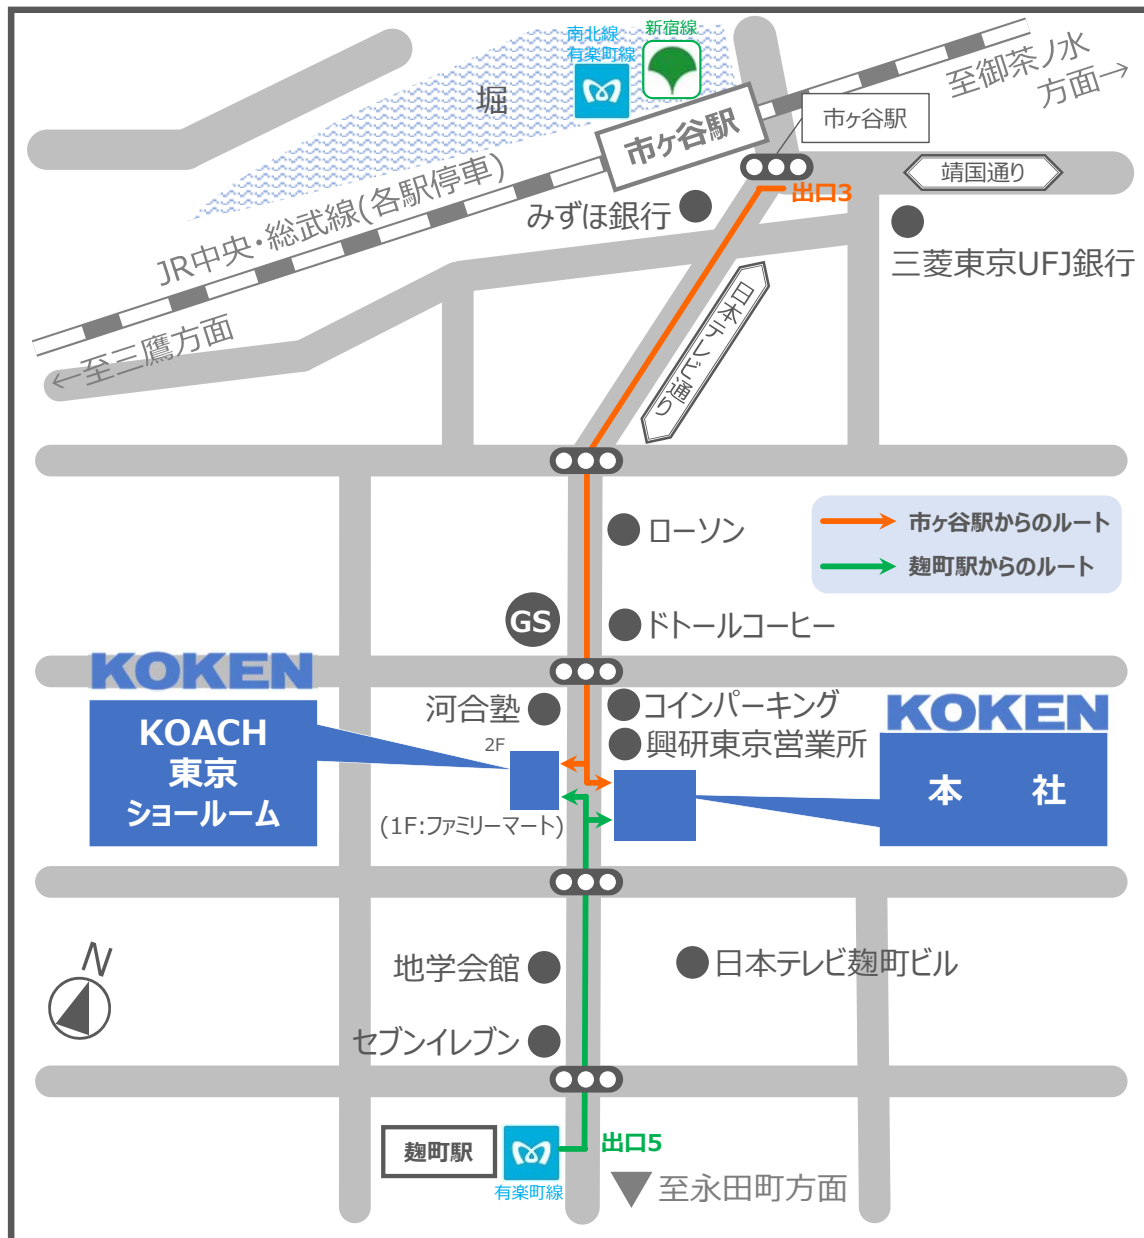 南北線
有楽町線
新宿線
堀
市ヶ谷駅
市ヶ谷駅
至御茶ノ水
方面→
靖国通り
出口3
みずほ銀行
三菱東京UFJ銀行
JR中央・総武線(各駅停車)
←至三鷹方面
日本テレビ通り
ローソン
市ヶ谷駅からのルート
麹町駅からのルート
GS
ドトールコーヒー
KOKEN
KOACH
東京
ショールーム
河合塾
2F
コインパーキング
興研東京営業所
KOKEN
本 社
(1F:ファミリーマート)
N
地学会館
日本テレビ麹町ビル
セブンイレブン
麹町駅
有楽町線
出口5
至永田町方面